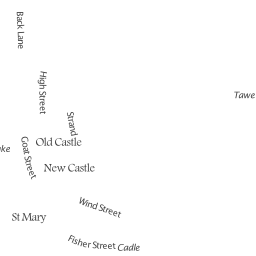 Back Lane
High Street
Tawe
Strand
Old Castle
Goat Street
New Castle
Wind Street
St Mary
Fisher Street
Cadle